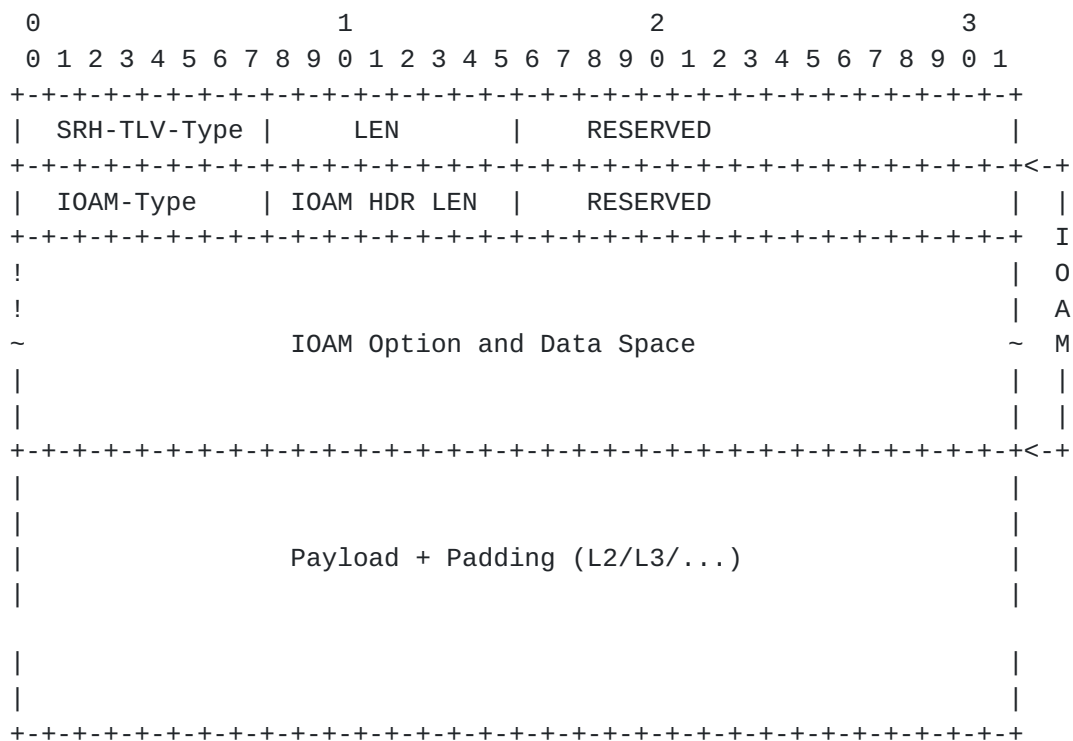 0                   1                   2                   3
 0 1 2 3 4 5 6 7 8 9 0 1 2 3 4 5 6 7 8 9 0 1 2 3 4 5 6 7 8 9 0 1
+-+-+-+-+-+-+-+-+-+-+-+-+-+-+-+-+-+-+-+-+-+-+-+-+-+-+-+-+-+-+-+-+
|  SRH-TLV-Type |     LEN       |    RESERVED                   |
+-+-+-+-+-+-+-+-+-+-+-+-+-+-+-+-+-+-+-+-+-+-+-+-+-+-+-+-+-+-+-+-+<-+
|  IOAM-Type    | IOAM HDR LEN  |    RESERVED                   |  |
+-+-+-+-+-+-+-+-+-+-+-+-+-+-+-+-+-+-+-+-+-+-+-+-+-+-+-+-+-+-+-+-+  I
!                                                               |  O
!                                                               |  A
~                 IOAM Option and Data Space                    ~  M
|                                                               |  |
|                                                               |  |
+-+-+-+-+-+-+-+-+-+-+-+-+-+-+-+-+-+-+-+-+-+-+-+-+-+-+-+-+-+-+-+-+<-+
|                                                               |
|                                                               |
|                 Payload + Padding (L2/L3/...)                 |
|                                                               |
|                                                               |
|                                                               |
+-+-+-+-+-+-+-+-+-+-+-+-+-+-+-+-+-+-+-+-+-+-+-+-+-+-+-+-+-+-+-+-+